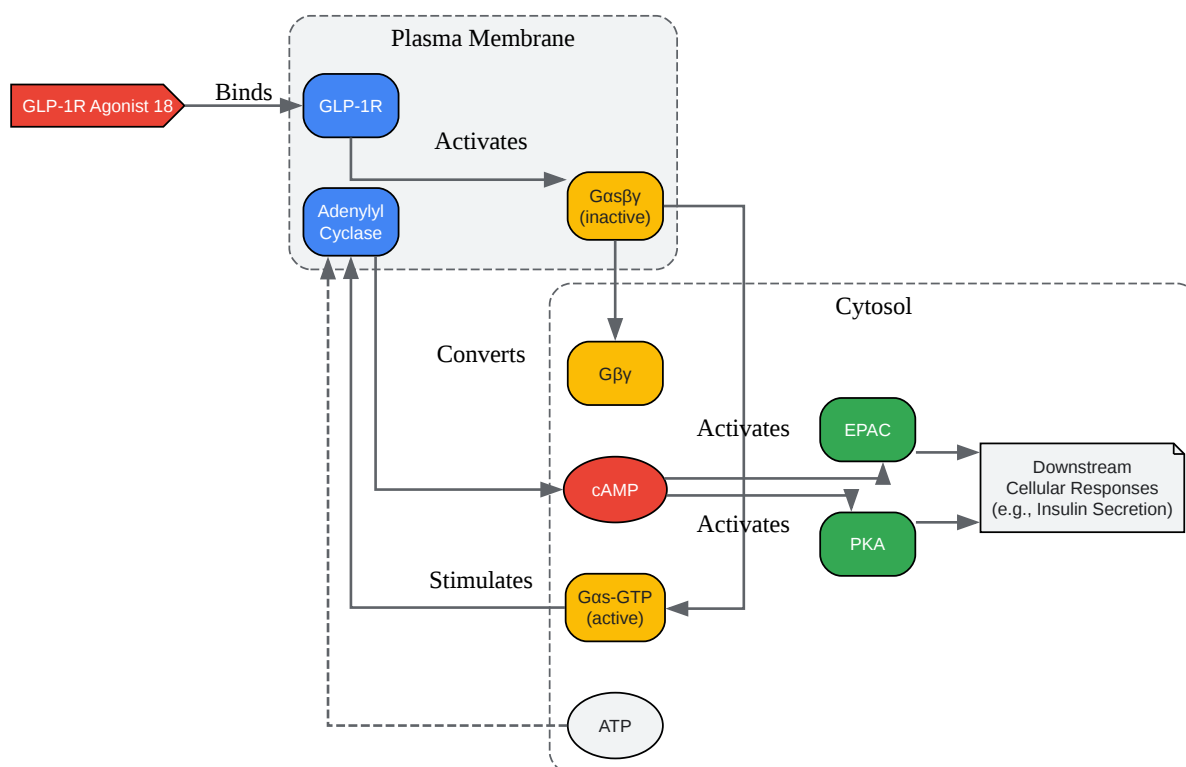 Plasma Membrane
GLP-1R Agonist 18
Binds
GLP-1R
Activates
Adenylyl
Cyclase
Gαsβγ
(inactive)
Cytosol
Converts
Gβγ
Activates
EPAC
cAMP
Downstream
Cellular Responses
(e.g., Insulin Secretion)
Activates
PKA
Stimulates
Gαs-GTP
(active)
ATP